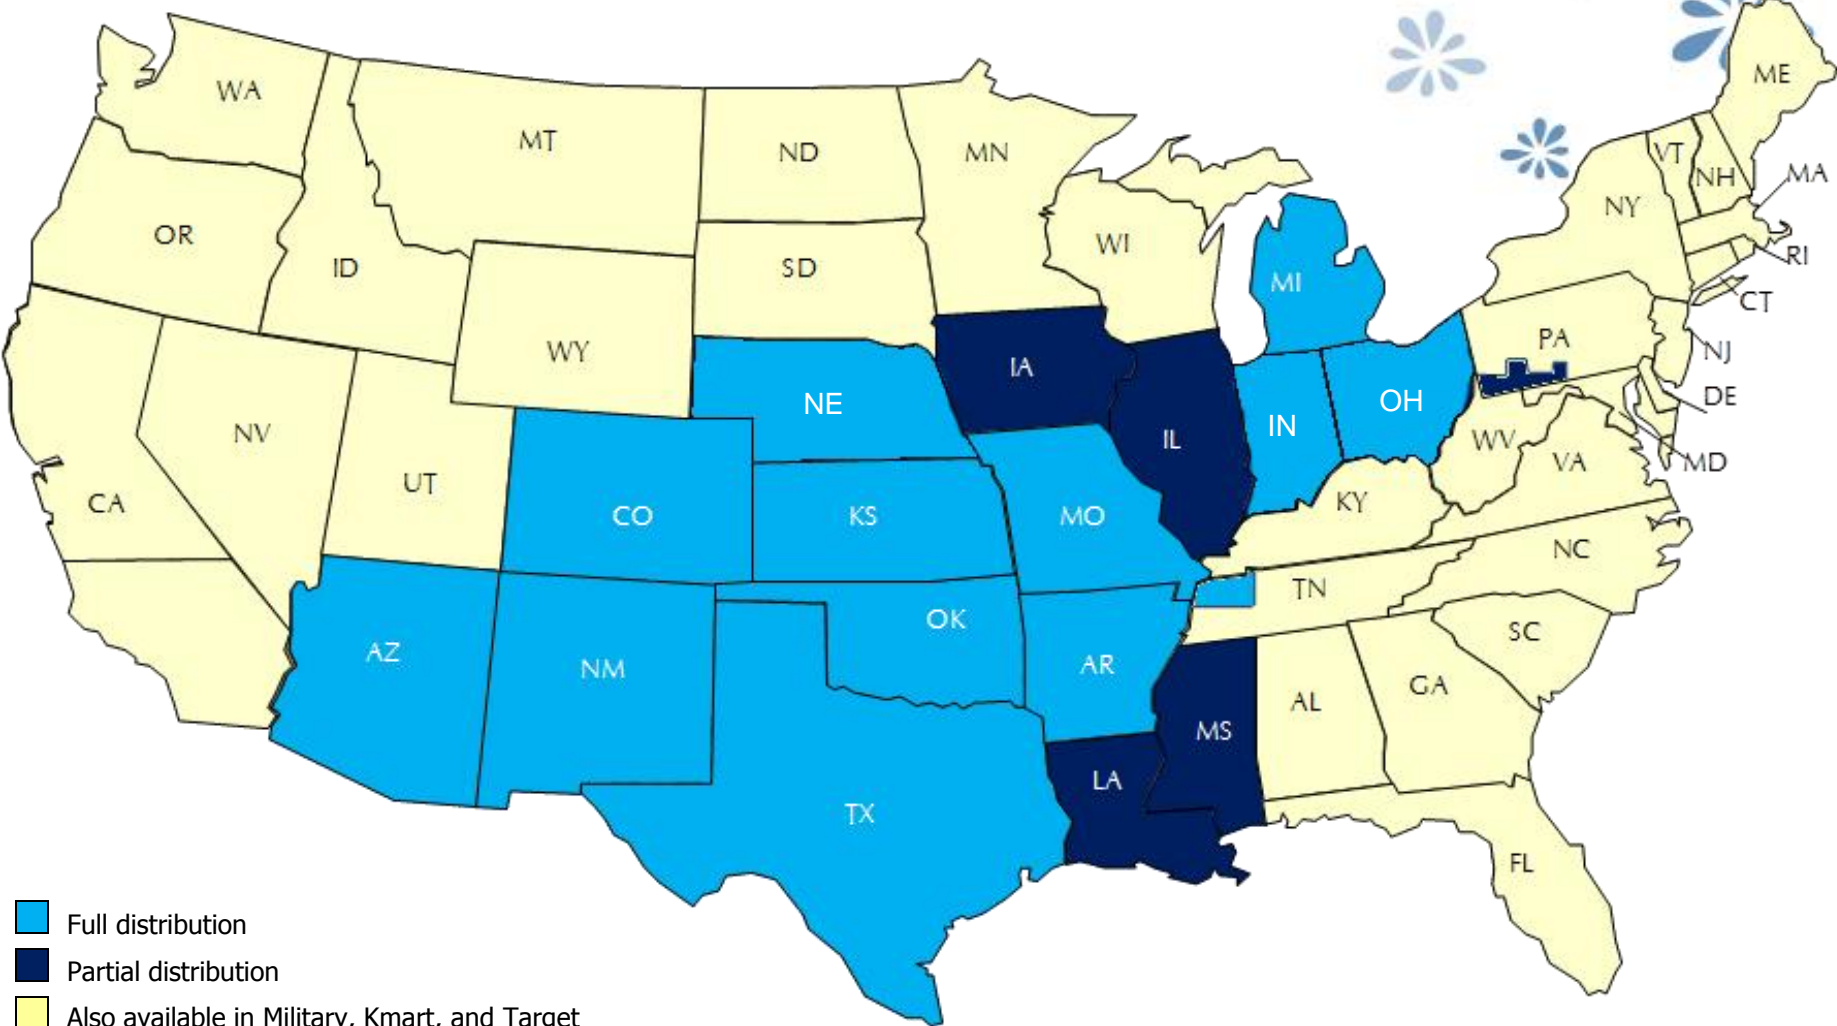 WA
MT
ND
MN
ME
OR
ID
SD
WI
MI
NY
VT
NH
MA
RI
CT
WY
NE
IA
IL
IN
OH
PA
NJ
DE
MD
NV
UT
CA
CO
KS
MO
KY
WV
VA
NC
TN
SC
AZ
NM
OK
AR
TX
LA
MS
AL
GA
FL
Full distribution
Partial distribution
Also available in Military, Kmart, and Target